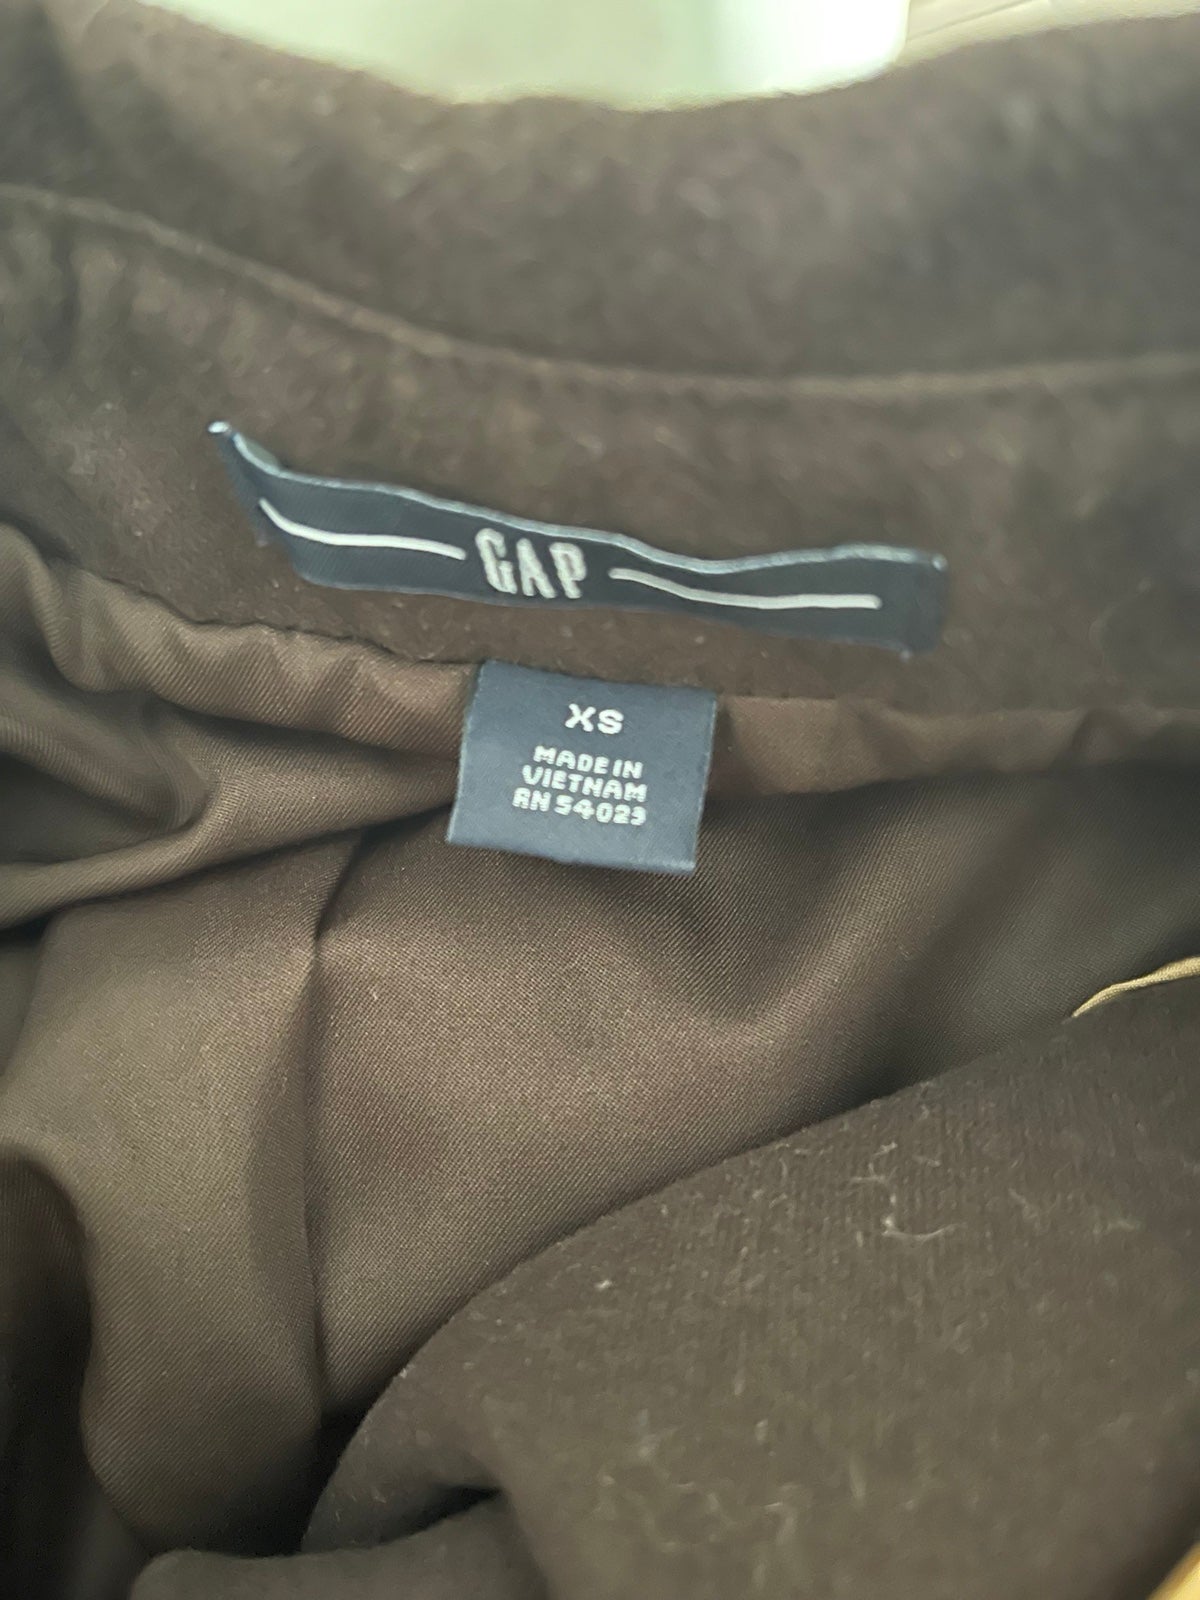 GAP
XS
MADE IN
VIETNAM
RN 54023